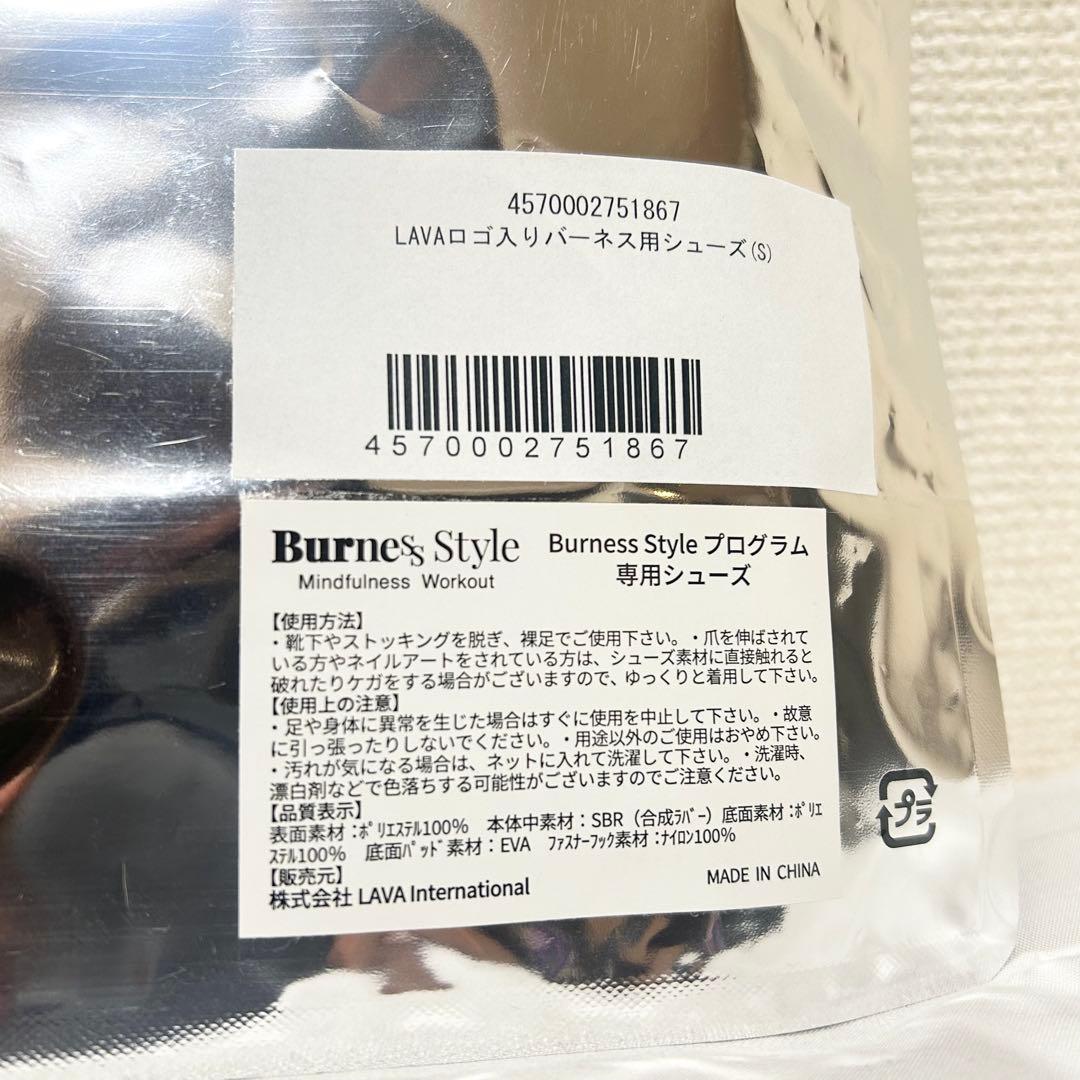 4570002751867
LAVAロゴ入りバーネス用シューズ(S)
4570002751867
Burness Style
Mindfulness Workout
Burness Style プログラム
専用シューズ
【使用方法】
・靴下やストッキングを脱ぎ、裸足でご使用下さい。・爪を伸ばされて
いる方やネイルアートをされている方は、シューズ素材に直接触れると
破れたりケガをする場合がございますので、ゆっくりと着用して下さい。
【使用上の注意】
・足や身体に異常を生じた場合はすぐに使用を中止して下さい。・故意
に引っ張ったりしないでください。・用途以外のご使用はおやめ下さい。
・汚れが気になる場合は、ネットに入れて洗濯して下さい。・洗濯時、
漂白剤などで色落ちする可能性がございますのでご注意ください。
【品質表示】
表面素材：ﾎﾟﾘｴｽﾃﾙ100% 本体中素材：SBR（合成ﾗﾊﾞｰ）底面素材：ﾎﾟﾘｴ
ｽﾃﾙ100% 底面ﾊﾟｯﾄﾞ素材：EVA ﾌｧｽﾅｰﾌｯｸ素材：ﾅｲﾛﾝ100%
【販売元】
株式会社 LAVA International
MADE IN CHINA
プラ